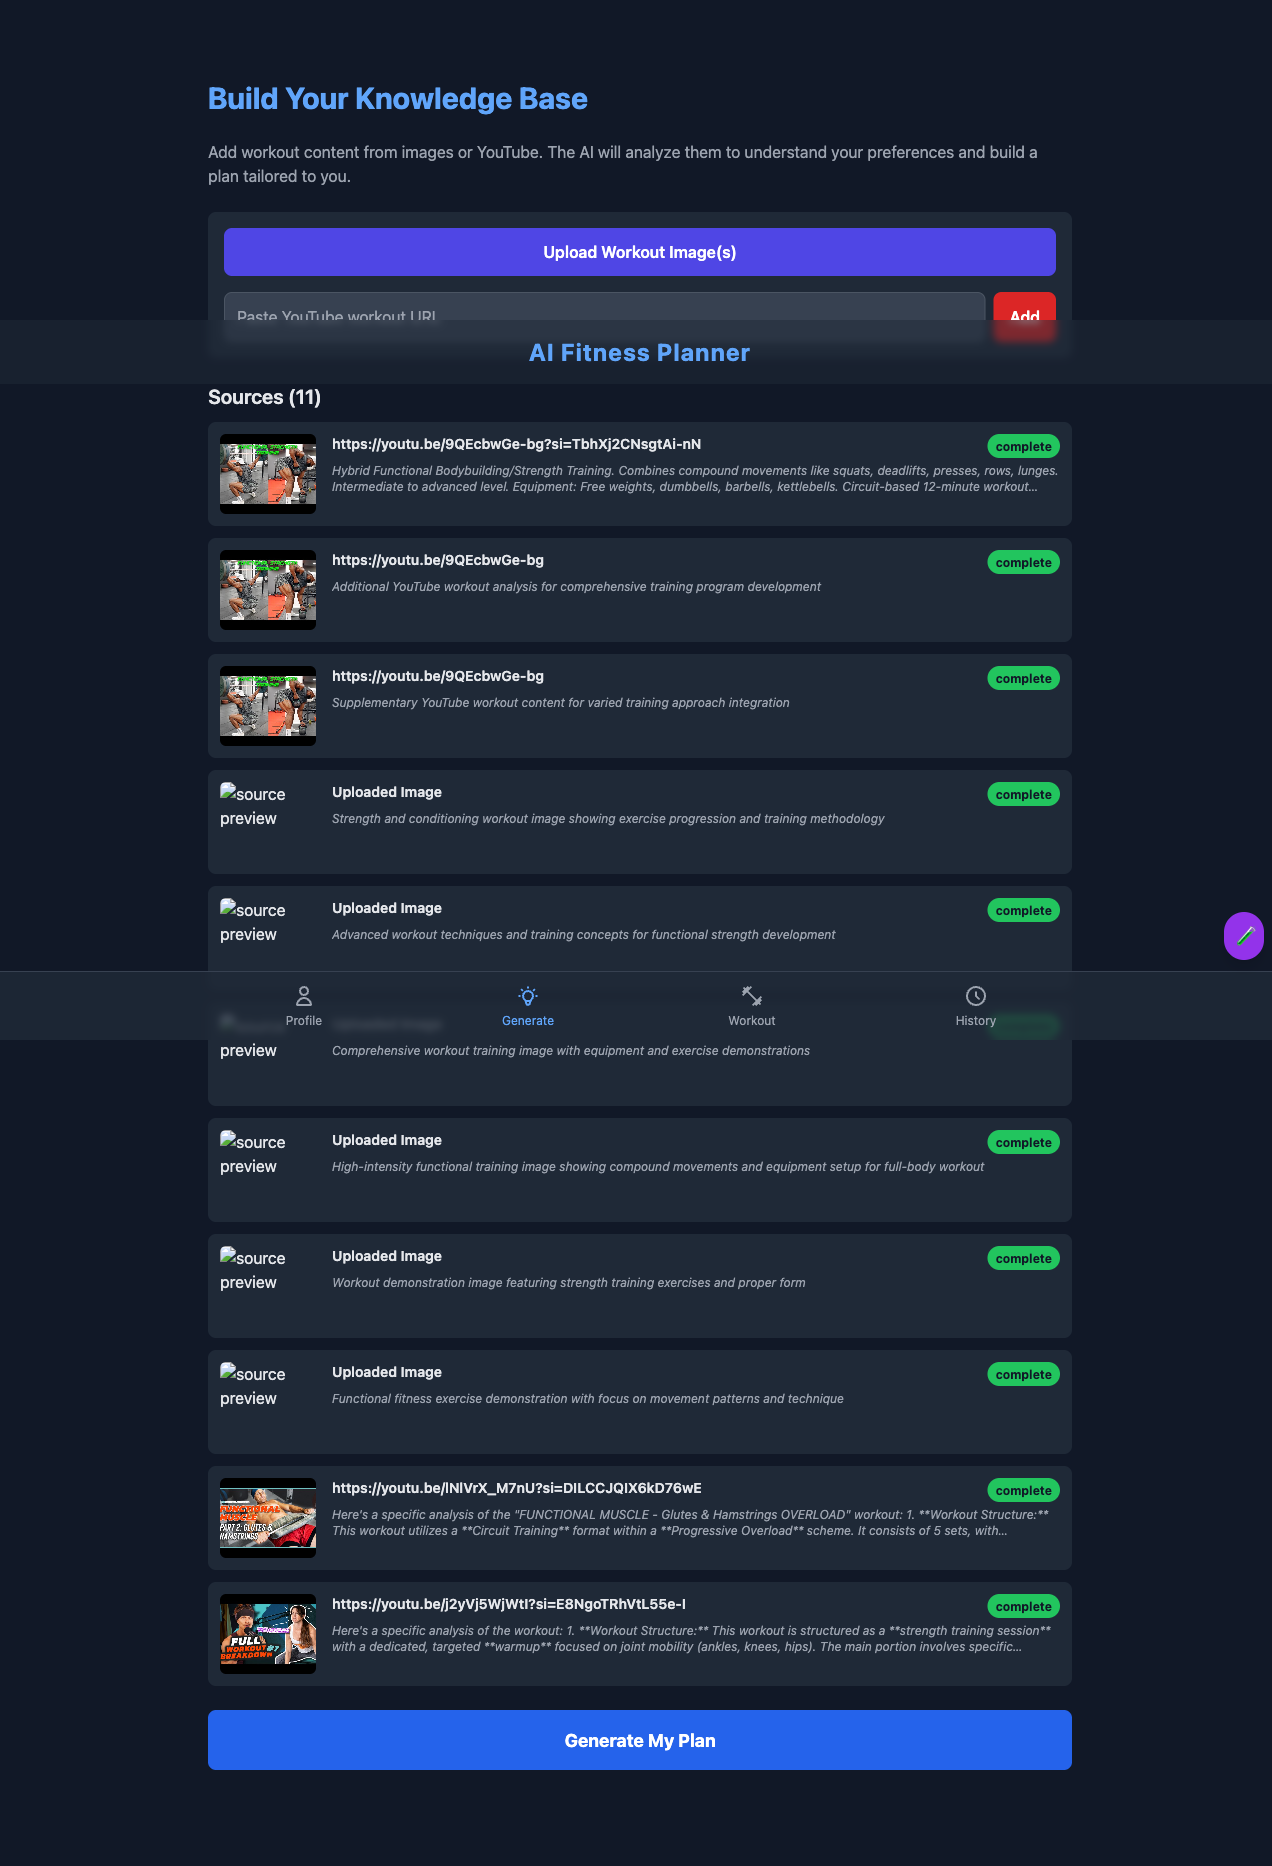 Build Your Knowledge Base
Add workout content from images or YouTube. The AI will analyze them to understand your preferences and build a
plan tailored to you.
Upload Workout Image(s)
Paste YouTube workout URL
Add
AI Fitness Planner
Sources (11)
https://youtu.be/9QEcbwGe-bg?si=TbhXj2CNsgtAi-nN
complete
Hybrid Functional Bodybuilding/Strength Training. Combines compound movements like squats, deadlifts, presses, rows, lunges.
Intermediate to advanced level. Equipment: Free weights, dumbbells, barbells, kettlebells. Circuit-based 12-minute workout...
https://youtu.be/9QEcbwGe-bg
complete
Additional YouTube workout analysis for comprehensive training program development
https://youtu.be/9QEcbwGe-bg
complete
Supplementary YouTube workout content for varied training approach integration
source
preview
Uploaded Image
complete
Strength and conditioning workout image showing exercise progression and training methodology
source
preview
Uploaded Image
complete
Advanced workout techniques and training concepts for functional strength development
Profile
Generate
Workout
History
preview
Comprehensive workout training image with equipment and exercise demonstrations
source
preview
Uploaded Image
complete
High-intensity functional training image showing compound movements and equipment setup for full-body workout
source
preview
Uploaded Image
complete
Workout demonstration image featuring strength training exercises and proper form
source
preview
Uploaded Image
complete
Functional fitness exercise demonstration with focus on movement patterns and technique
FUNCTIONAL
MUSCLE
PART 2: GLUTES &
HAMSTRINGS
https://youtu.be/lNlVrX_M7nU?si=DlLCCJQlX6kD76wE
complete
Here's a specific analysis of the "FUNCTIONAL MUSCLE - Glutes & Hamstrings OVERLOAD" workout: 1. **Workout Structure:**
This workout utilizes a **Circuit Training** format within a **Progressive Overload** scheme. It consists of 5 sets, with...
FULL
WORKOUT #7
BREAKDOWN
https://youtu.be/j2yVj5WjWtI?si=E8NgoTRhVtL55e-I
complete
Here's a specific analysis of the workout: 1. **Workout Structure:** This workout is structured as a **strength training session**
with a dedicated, targeted **warmup** focused on joint mobility (ankles, knees, hips). The main portion involves specific...
Generate My Plan